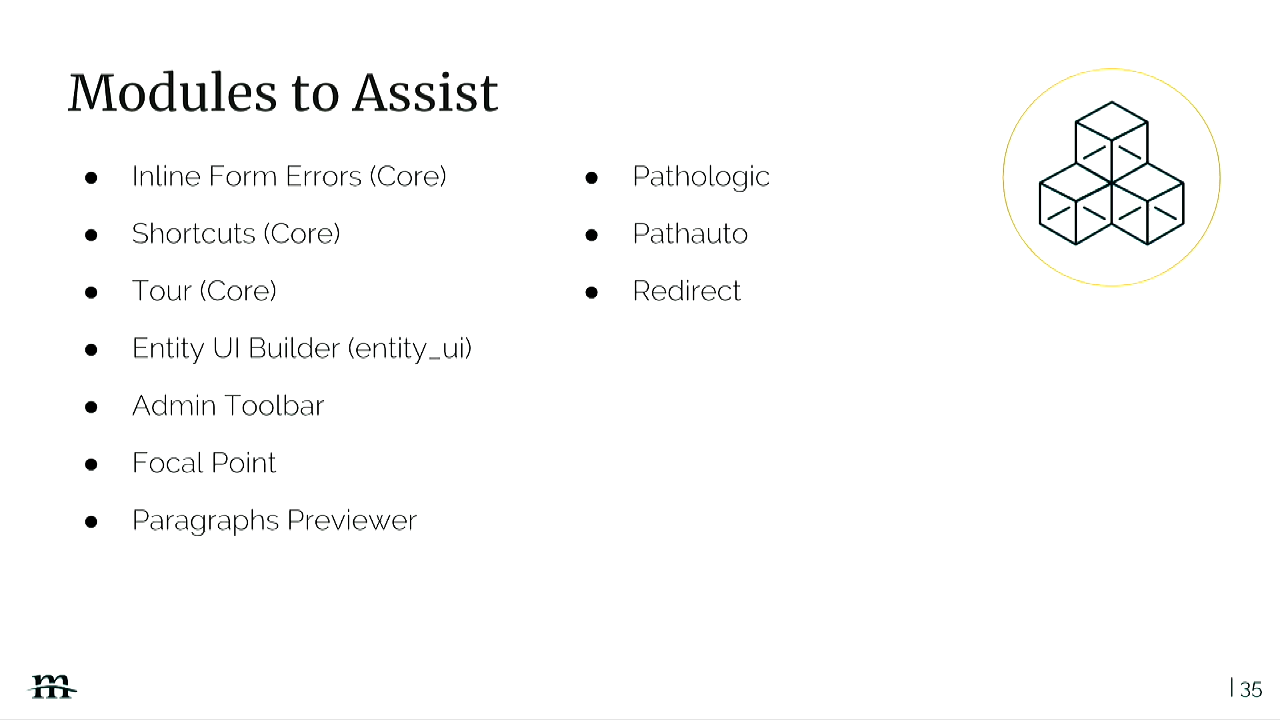 Modules to Assist
● Inline Form Errors (Core)
● Shortcuts (Core)
● Tour (Core)
● Entity UI Builder (entity_ui)
● Admin Toolbar
● Focal Point
● Paragraphs Previewer
● Pathologic
● Pathauto
● Redirect
m
| 35